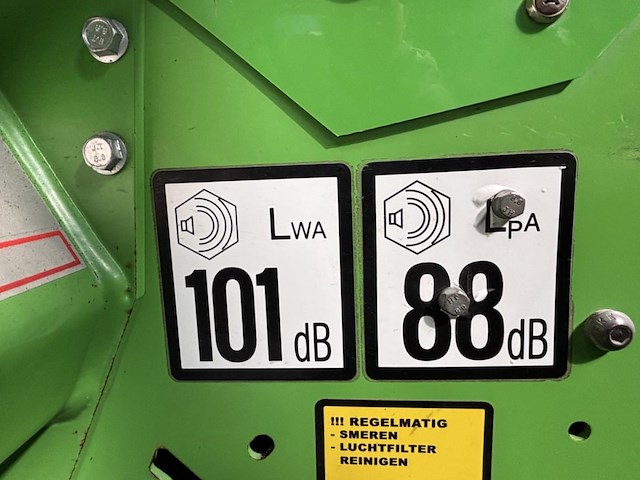 LWA
101 dB
LPA
88 dB
!!! REGELMATIG
- SMEREN
- LUCHTFILTER
REINIGEN